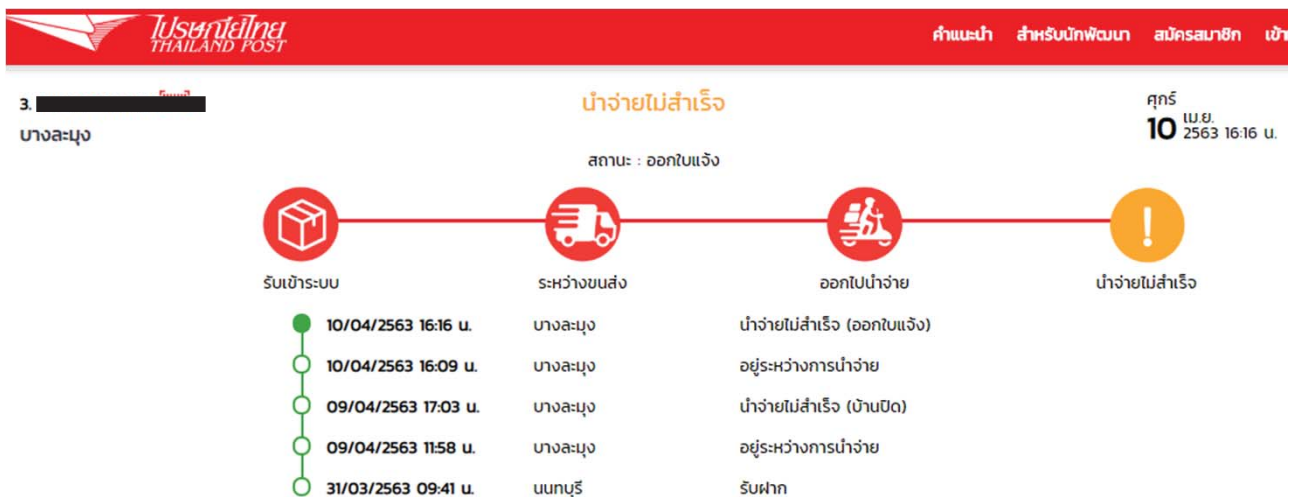 ไปรษณีย์ไทย
THAILAND POST
คำแนะนำ สำหรับนักพัฒนา สมัครสมาชิก
3.
บางละมุง
นำจ่ายไม่สำเร็จ
สถานะ : ออกใบแจ้ง
ศุกร์
10 เม.ย. 2563 16:16 น.
รับเข้าระบบ ระหว่างขนส่ง ออกไปนำจ่าย นำจ่ายไม่สำเร็จ
10/04/2563 16:16 น. บางละมุง นำจ่ายไม่สำเร็จ (ออกใบแจ้ง)
10/04/2563 16:09 น. บางละมุง อยู่ระหว่างการนำจ่าย
09/04/2563 17:03 น. บางละมุง นำจ่ายไม่สำเร็จ (บ้านปิด)
09/04/2563 11:58 น. บางละมุง อยู่ระหว่างการนำจ่าย
31/03/2563 09:41 น. นนทบุรี รับฝาก